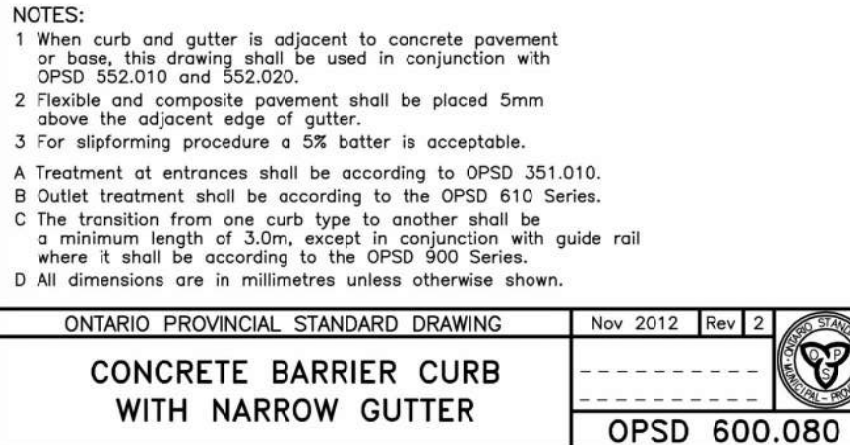 NOTES:
1 When curb and gutter is adjacent to concrete pavement
or base, this drawing shall be used in conjunction with
OPSD 552.010 and 552.020.
2 Flexible and composite pavement shall be placed 5mm
above the adjacent edge of gutter.
3 For slipforming procedure a 5% batter is acceptable.
A Treatment at entrances shall be according to OPSD 351.010.
B Outlet treatment shall be according to the OPSD 610 Series.
C The transition from one curb type to another shall be
a minimum length of 3.0m, except in conjunction with guide rail
where it shall be according to the OPSD 900 Series.
D All dimensions are in millimetres unless otherwise shown.
ONTARIO PROVINCIAL STANDARD DRAWING
Nov 2012 Rev 2
CONCRETE BARRIER CURB
WITH NARROW GUTTER
OPSD 600.080
O P S